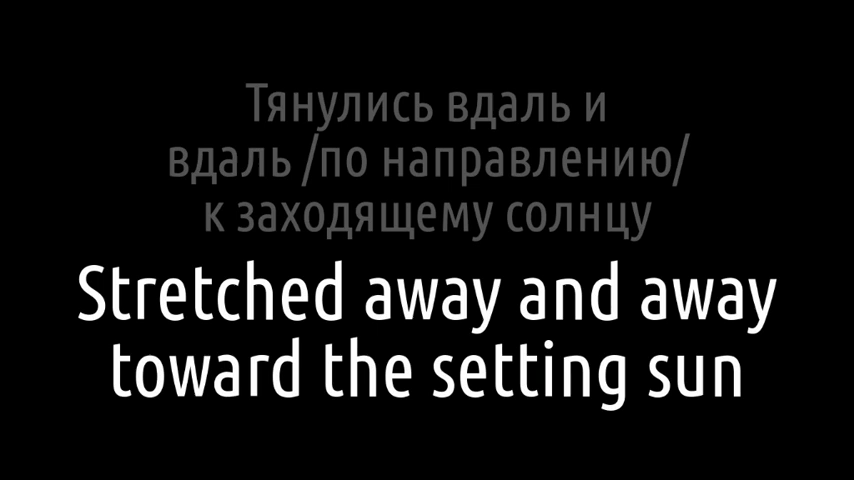 Тянулись вдаль и
вдаль /по направлению/
к заходящему солнцу
Stretched away and away
toward the setting sun